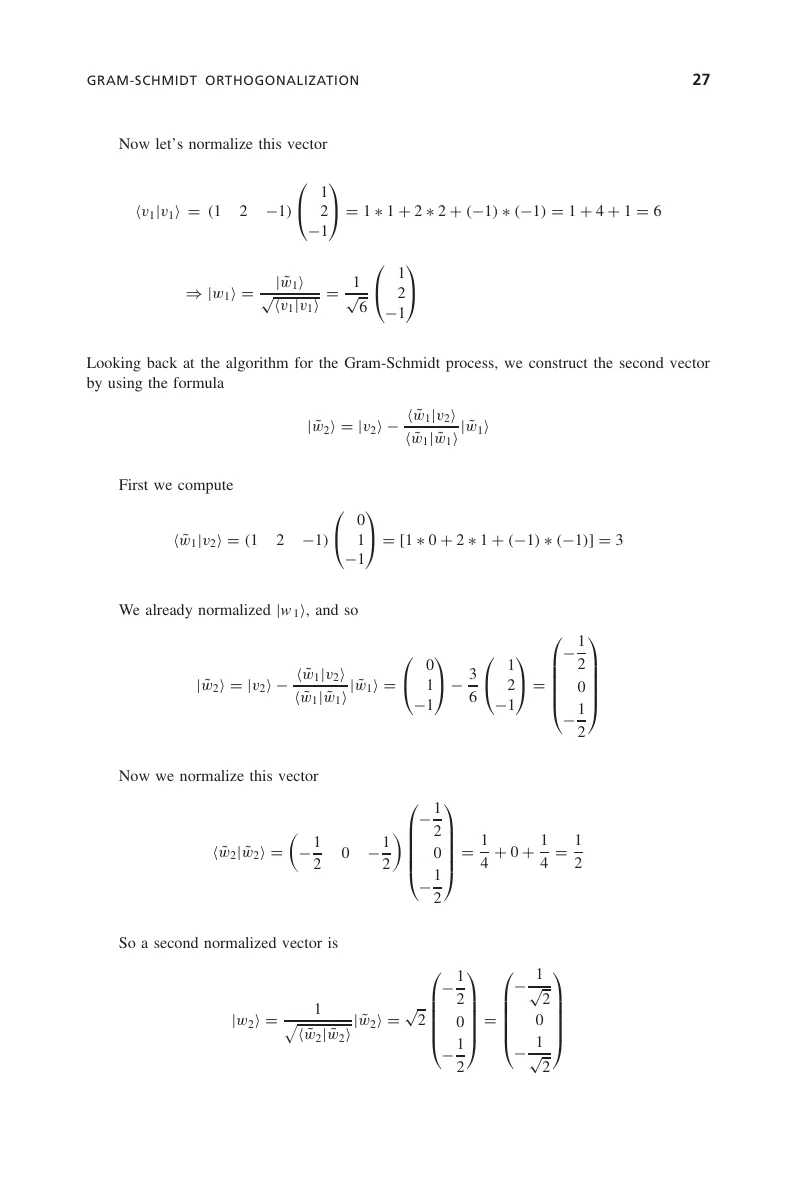 GRAM-SCHMIDT ORTHOGONALIZATION 27
Now let's normalize this vector
⟨v₁|v₁⟩ = (1 2 −1) (1 2 −1) = 1 ∗ 1 + 2 ∗ 2 + (−1) ∗ (−1) = 1 + 4 + 1 = 6
⇒ |w₁⟩ = |w̃₁⟩ / √⟨v₁|v₁⟩ = 1/√6 (1 2 −1)
Looking back at the algorithm for the Gram-Schmidt process, we construct the second vector
by using the formula
|w̃₂⟩ = |v₂⟩ − ⟨w̃₁|v₂⟩/⟨w̃₁|w̃₁⟩ |w̃₁⟩
First we compute
⟨w̃₁|v₂⟩ = (1 2 −1) (0 1 −1) = [1 ∗ 0 + 2 ∗ 1 + (−1) ∗ (−1)] = 3
We already normalized |w₁⟩, and so
|w̃₂⟩ = |v₂⟩ − ⟨w̃₁|v₂⟩/⟨w̃₁|w̃₁⟩ |w̃₁⟩ = (0 1 −1) − 3/6 (1 2 −1) = (−1/2 0 −1/2)
Now we normalize this vector
⟨w̃₂|w̃₂⟩ = (−1/2 0 −1/2) (−1/2 0 −1/2) = 1/4 + 0 + 1/4 = 1/2
So a second normalized vector is
|w₂⟩ = 1/√⟨w̃₂|w̃₂⟩ |w̃₂⟩ = √2 (−1/2 0 −1/2) = (−1/√2 0 −1/√2)